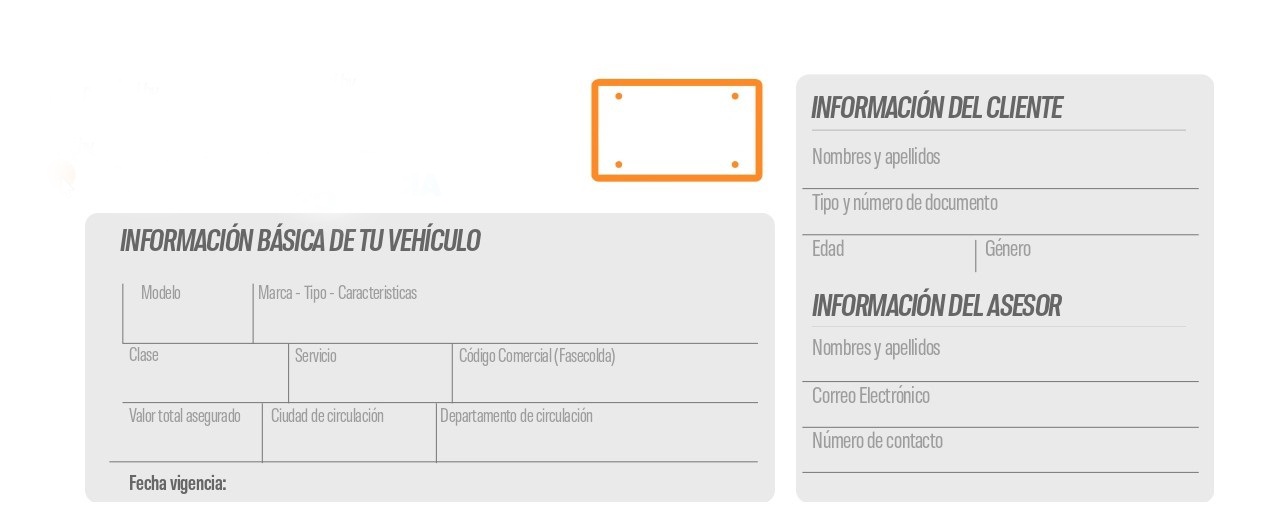 INFORMACIÓN BÁSICA DE TU VEHÍCULO
Modelo
Marca - Tipo - Caracteristicas
Clase
Servicio
Código Comercial (Fasecolda)
Valor total asegurado
Ciudad de circulación
Departamento de circulación
Fecha vigencia:
INFORMACIÓN DEL CLIENTE
Nombres y apellidos
Tipo y número de documento
Edad
Género
INFORMACIÓN DEL ASESOR
Nombres y apellidos
Correo Electrónico
Número de contacto